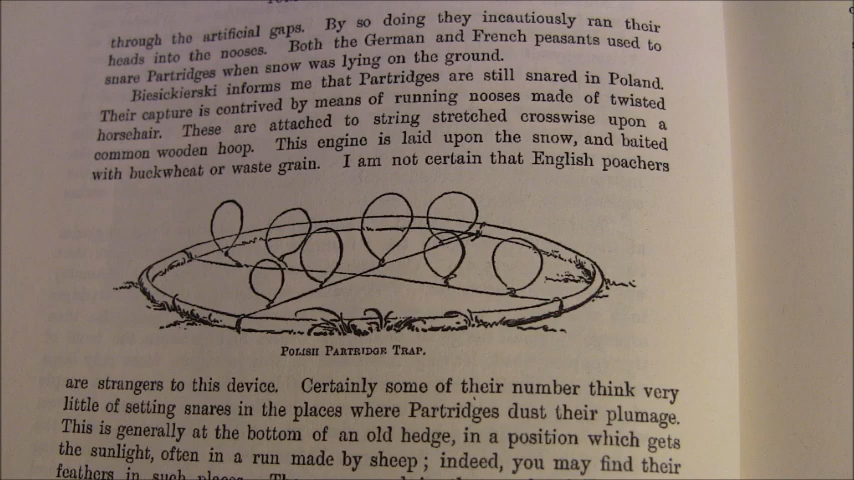 through the artificial gaps. By so doing they incautiously ran their
heads into the nooses. Both the German and French peasants used to
snare Partridges when snow was lying on the ground.
Biesickierski informs me that Partridges are still snared in Poland.
Their capture is contrived by means of running nooses made of twisted
horsehair. These are attached to string stretched crosswise upon a
common wooden hoop. This engine is laid upon the snow, and baited
with buckwheat or waste grain. I am not certain that English poachers
POLISH PARTRIDGE TRAP.
are strangers to this device. Certainly some of their number think very
little of setting snares in the places where Partridges dust their plumage.
This is generally at the bottom of an old hedge, in a position which gets
the sunlight, often in a run made by sheep; indeed, you may find their
feathers in such places.